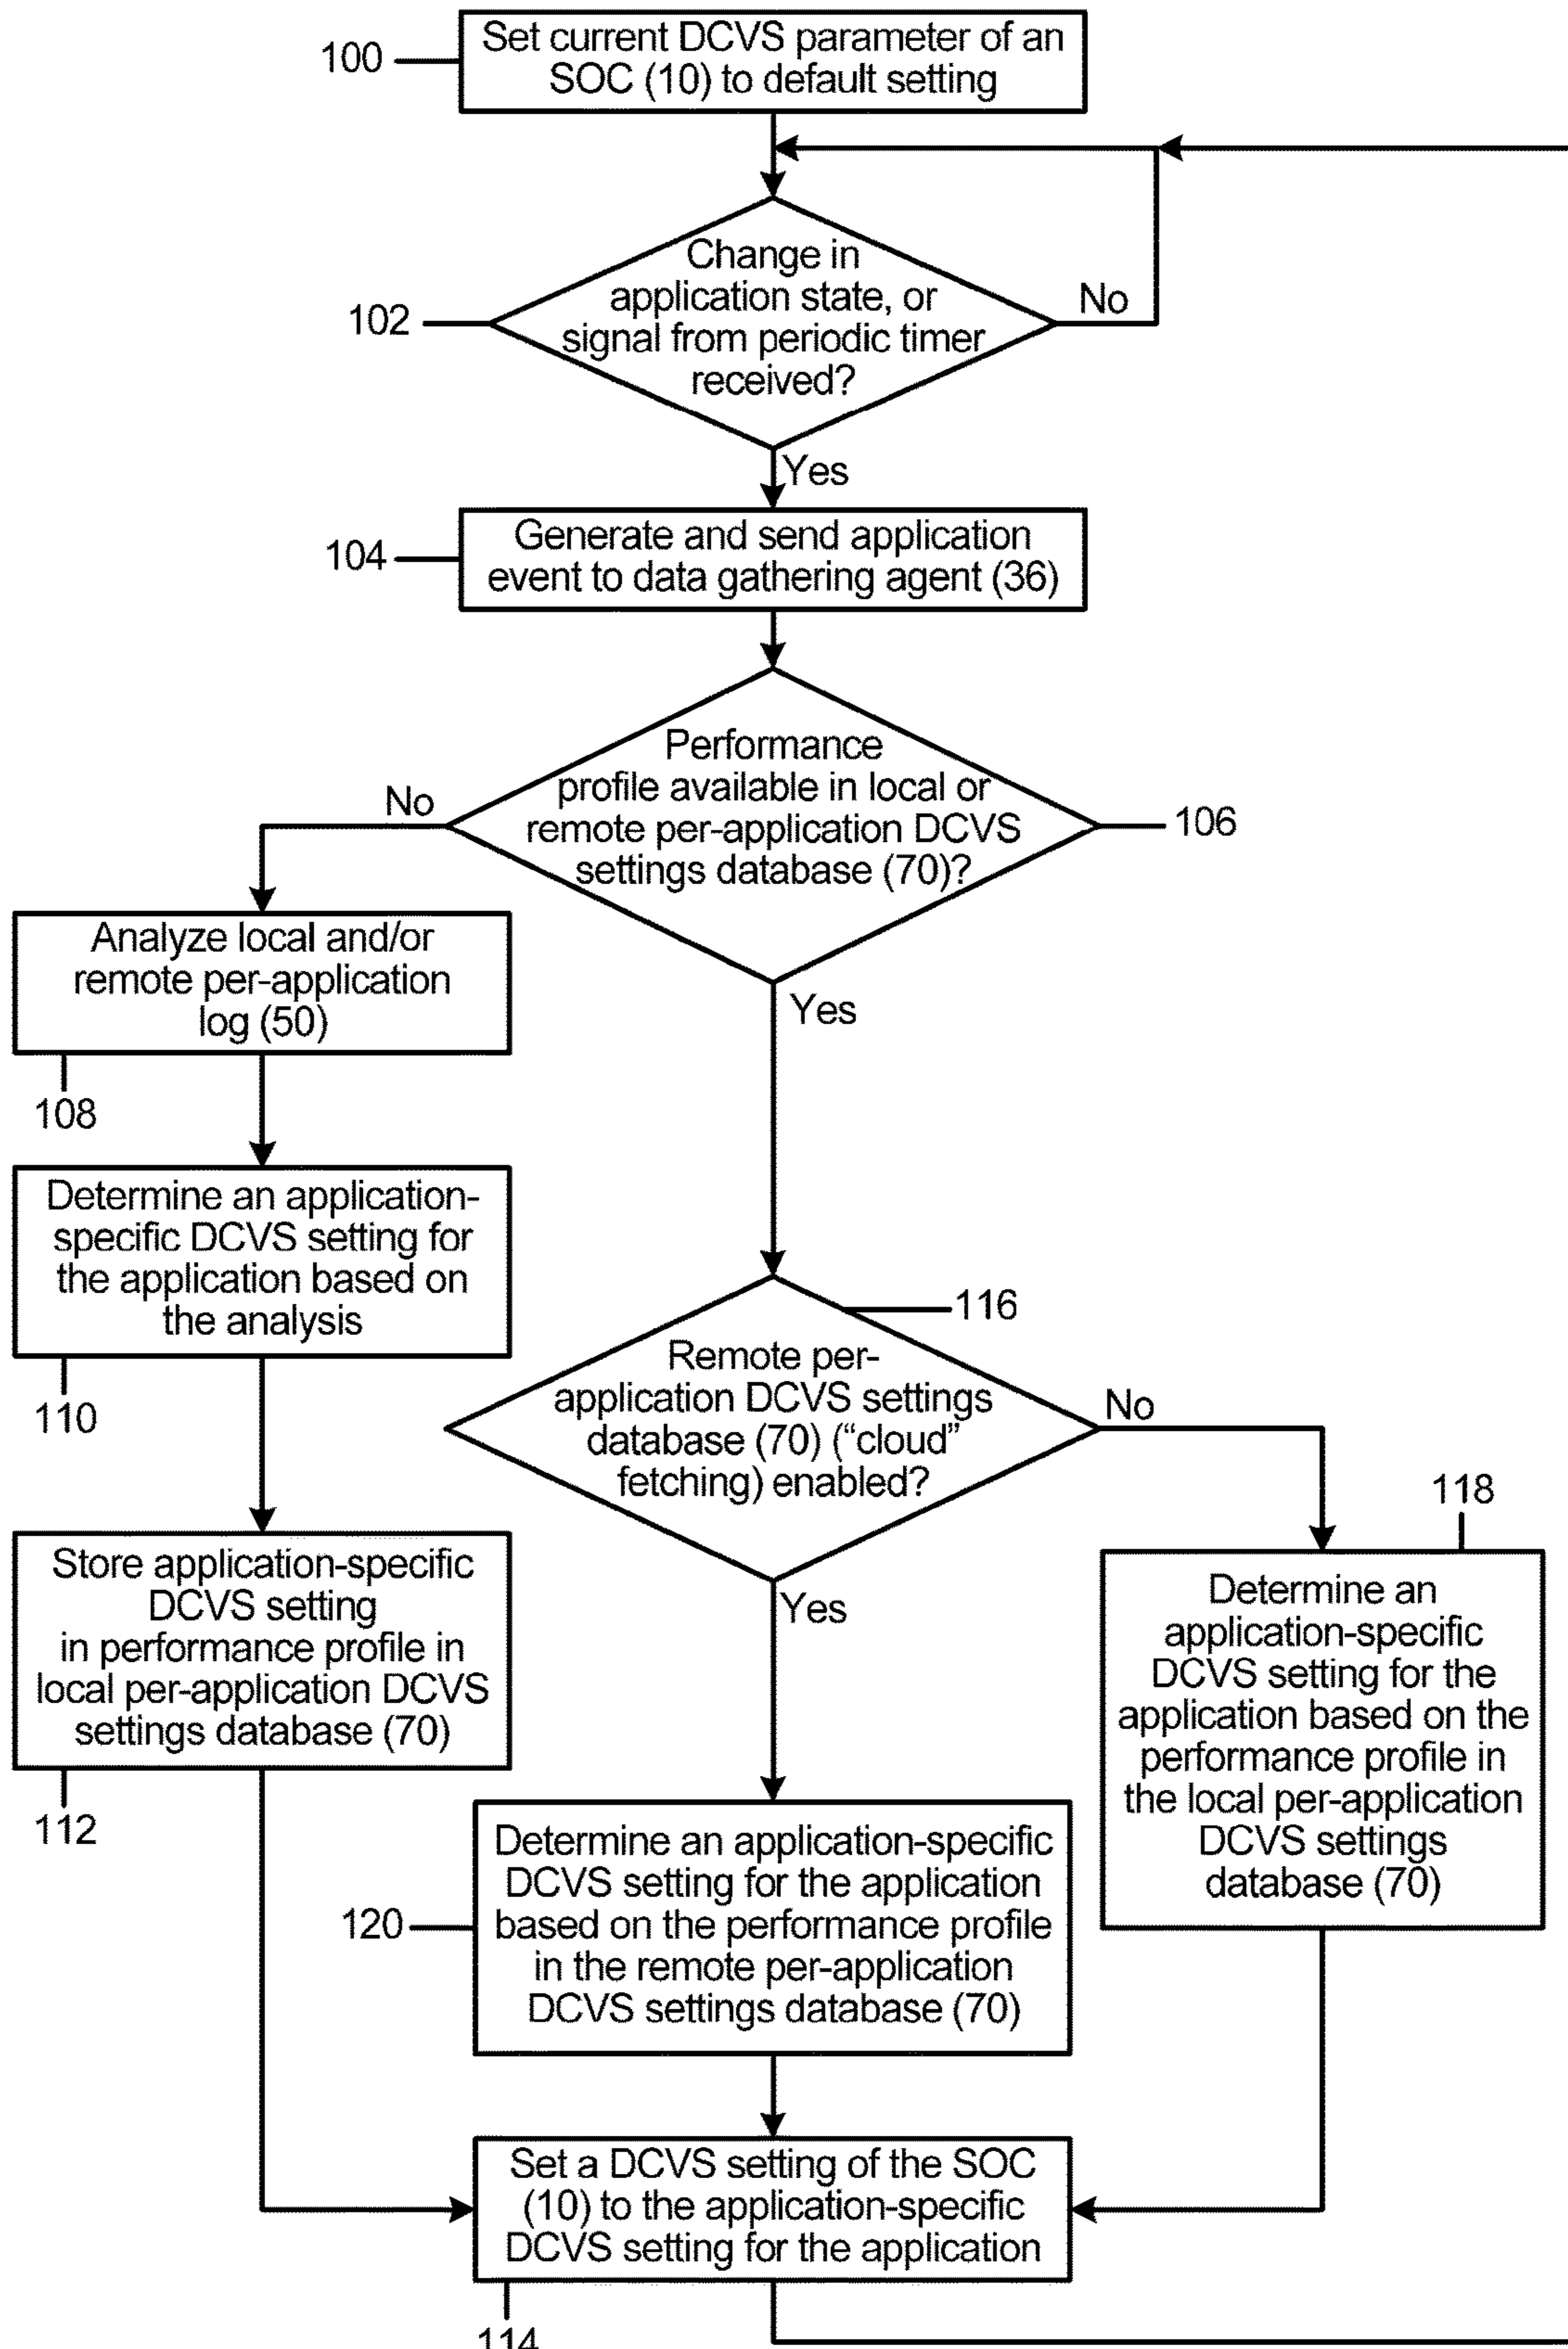 100
Set current DCVS parameter of an
SOC (10) to default setting
102
Change in
application state, or
signal from periodic timer
received?
No
Yes
104
Generate and send application
event to data gathering agent (36)
Performance
profile available in local or
remote per-application DCVS
settings database (70)?
106
No
Yes
Analyze local and/or
remote per-application
log (50)
108
Determine an application-
specific DCVS setting for
the application based on
the analysis
110
116
Remote per-
application DCVS settings
database (70) (“cloud”
fetching) enabled?
No
Yes
118
Store application-specific
DCVS setting
in performance profile in
local per-application DCVS
settings database (70)
112
Determine an
application-specific
DCVS setting for the
application based on the
performance profile in
the local per-application
DCVS settings
database (70)
120
Determine an application-specific
DCVS setting for the application
based on the performance profile
in the remote per-application
DCVS settings database (70)
Set a DCVS setting of the SOC
(10) to the application-specific
DCVS setting for the application
114